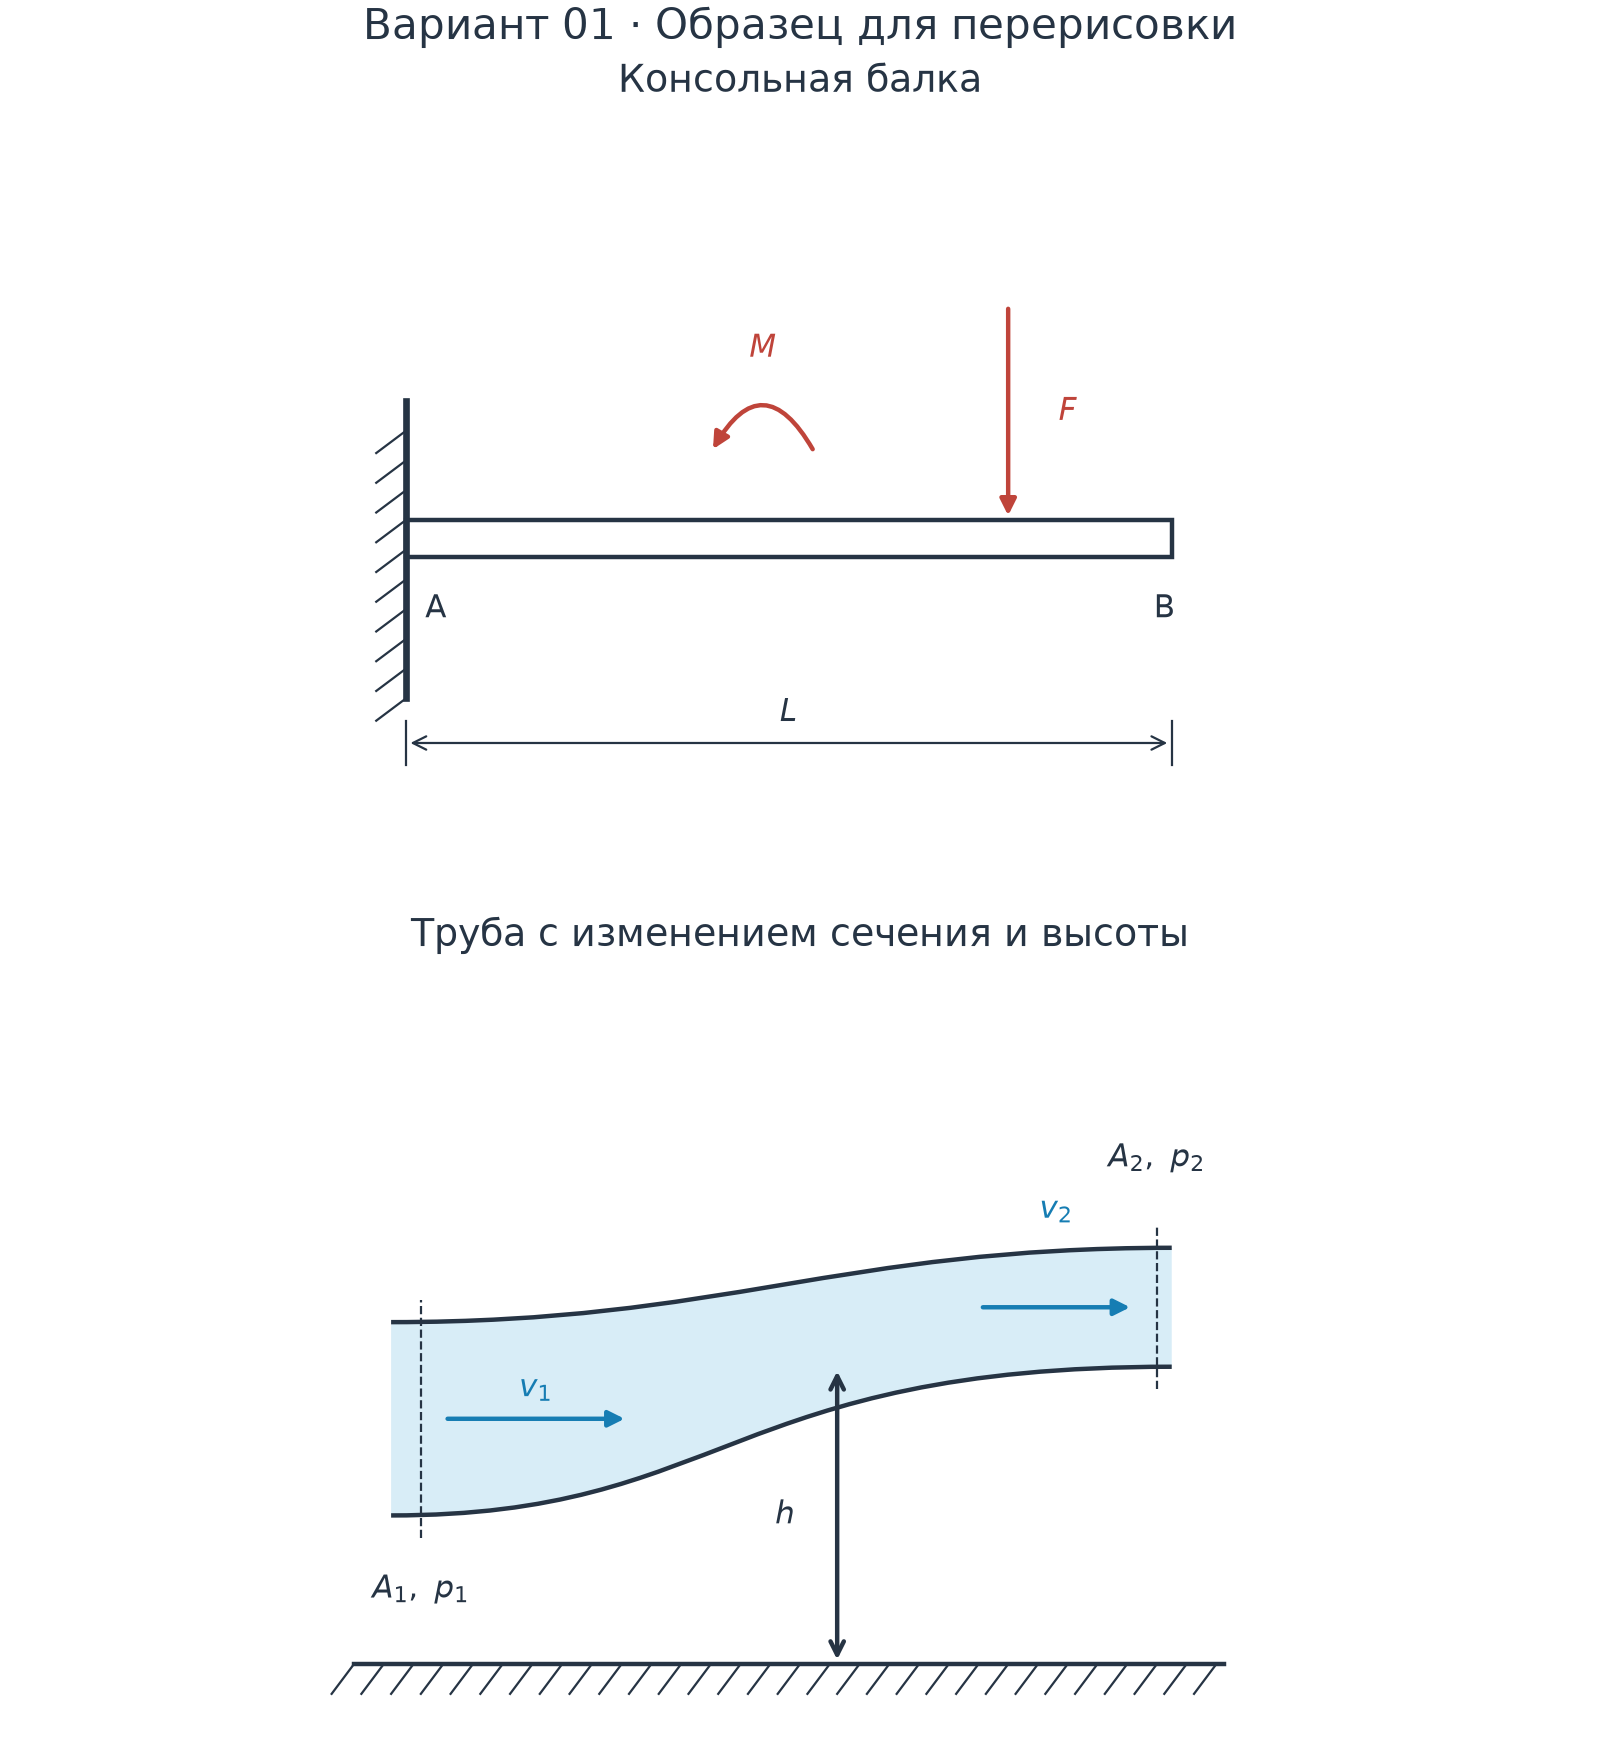 Вариант 01 · Образец для перерисовки
Консольная балка
M
F
A
B
L
Труба с изменением сечения и высоты
A₂, p₂
v₂
v₁
h
A₁, p₁